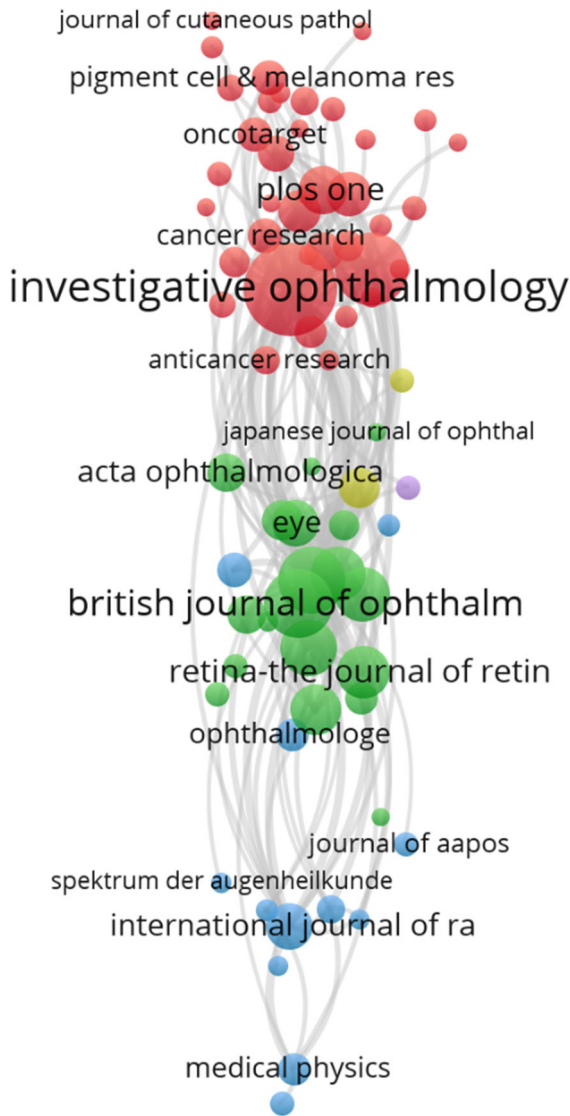 journal of cutaneous pathol
pigment cell & melanoma res
oncotarget
plos one
cancer research
investigative ophthalmology
anticancer research
japanese journal of ophthal
acta ophthalmologica
eye
british journal of ophthalm
retina-the journal of retin
ophthalmologe
journal of aapos
spektrum der augenheilkunde
international journal of ra
medical physics